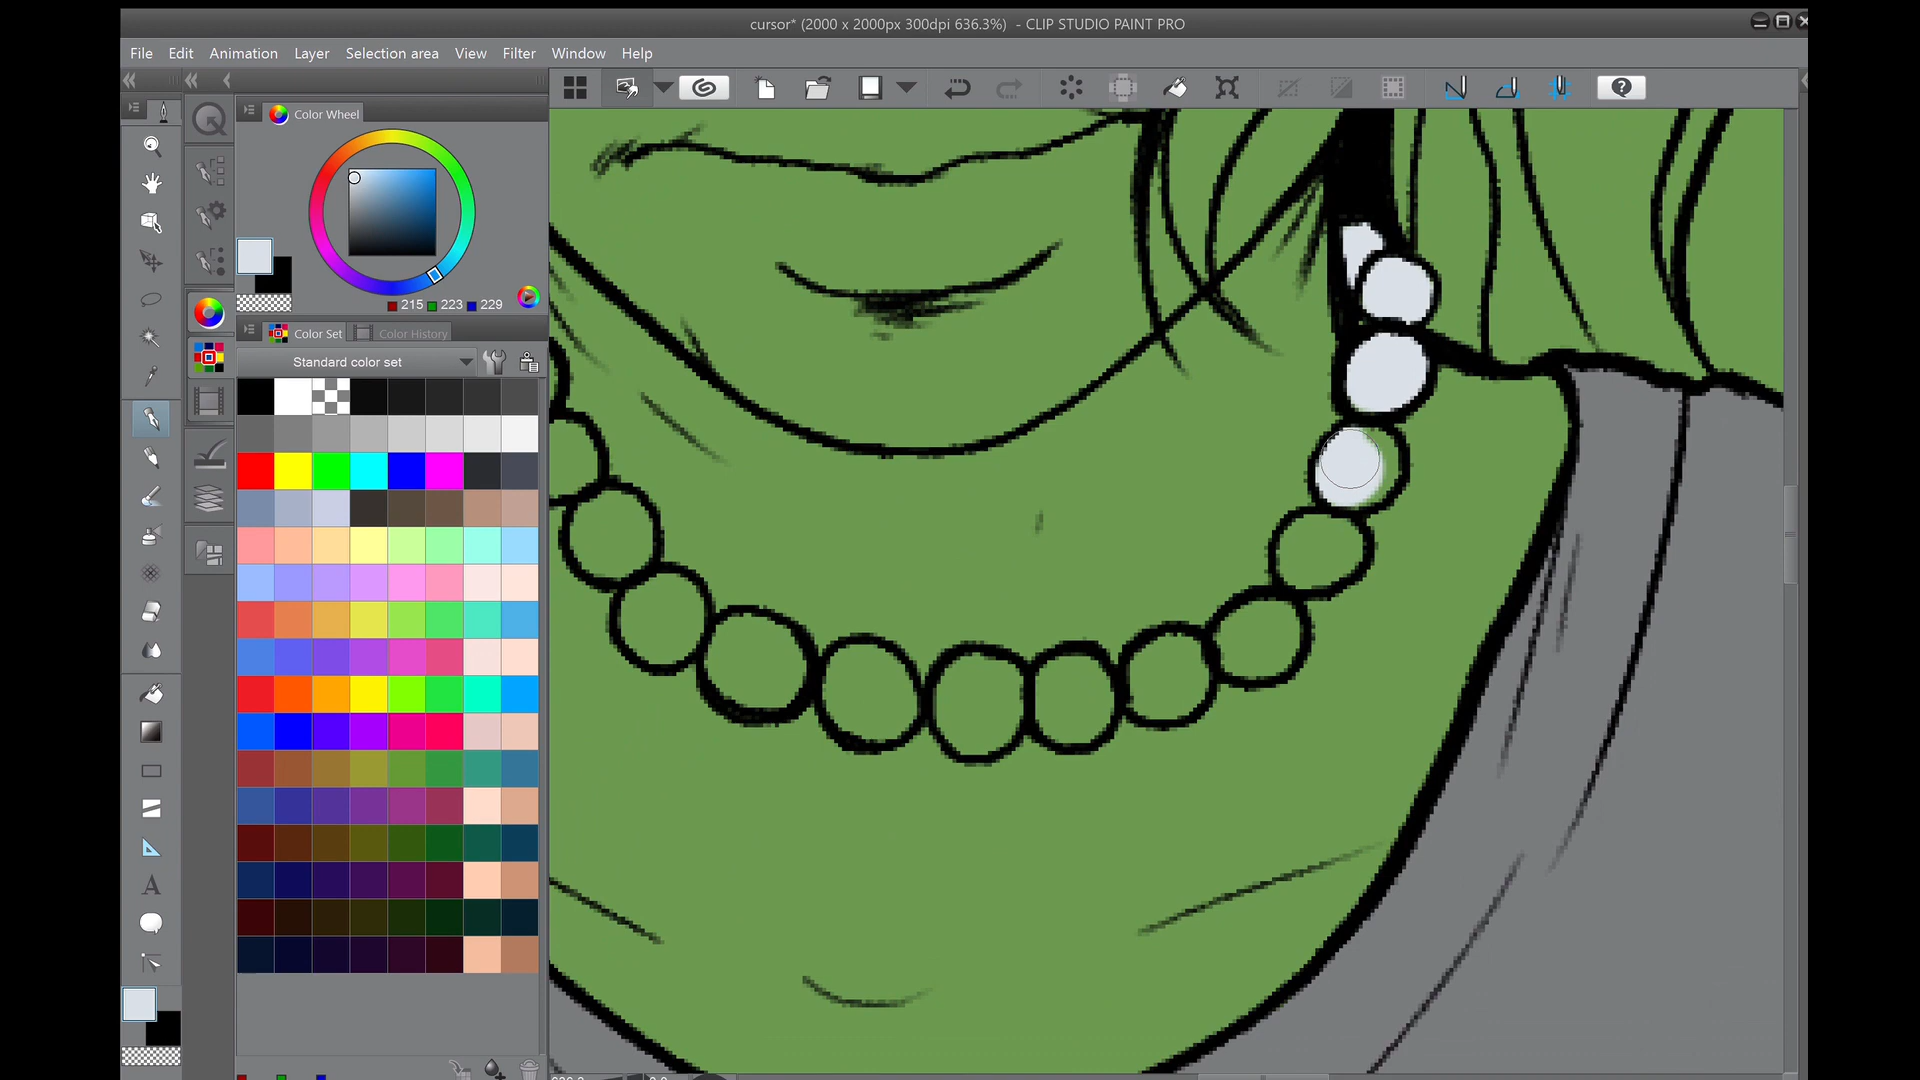 cursor* (2000 x 2000px 300dpi 636.3%) - CLIP STUDIO PAINT PRO
File Edit Animation Layer Selection area View Filter Window Help
Color Wheel
215 223 229
Color Set Color History
Standard color set
A